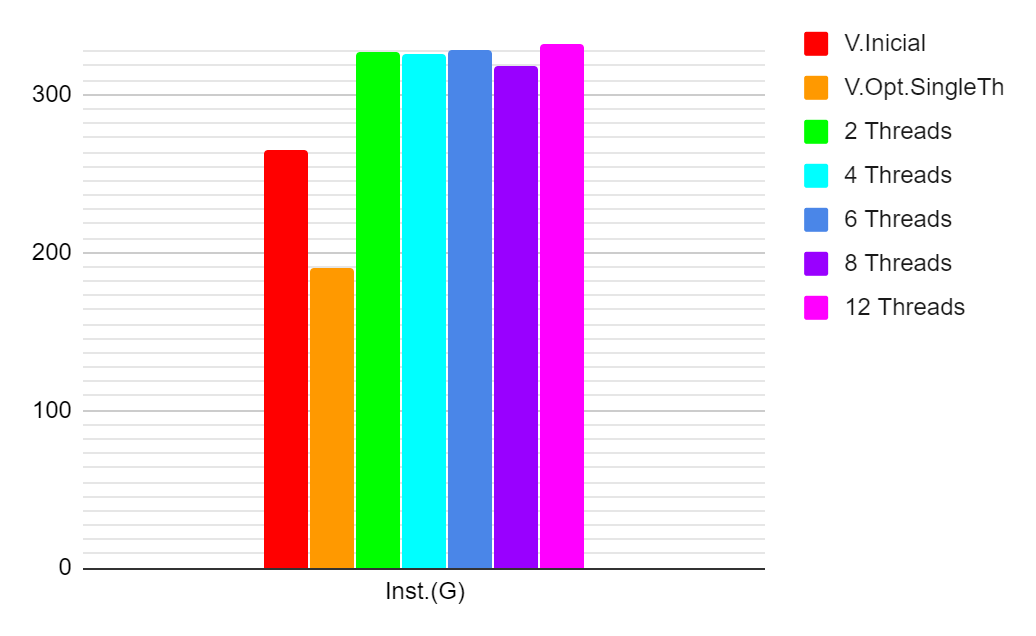 300
200
100
0
Inst.(G)
V.Inicial
V.Opt.SingleTh
2 Threads
4 Threads
6 Threads
8 Threads
12 Threads